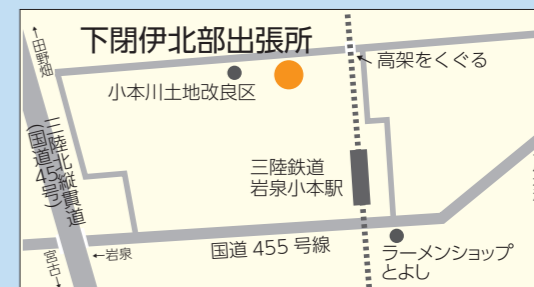 ↑田野畑
下閉伊北部出張所
←高架をくぐる
小本川土地改良区
三陸北縦貫道
(国道45号)
三陸鉄道
岩泉小本駅
国道 455 号線
←岩泉
宮古→
ラーメンショップ
とよし